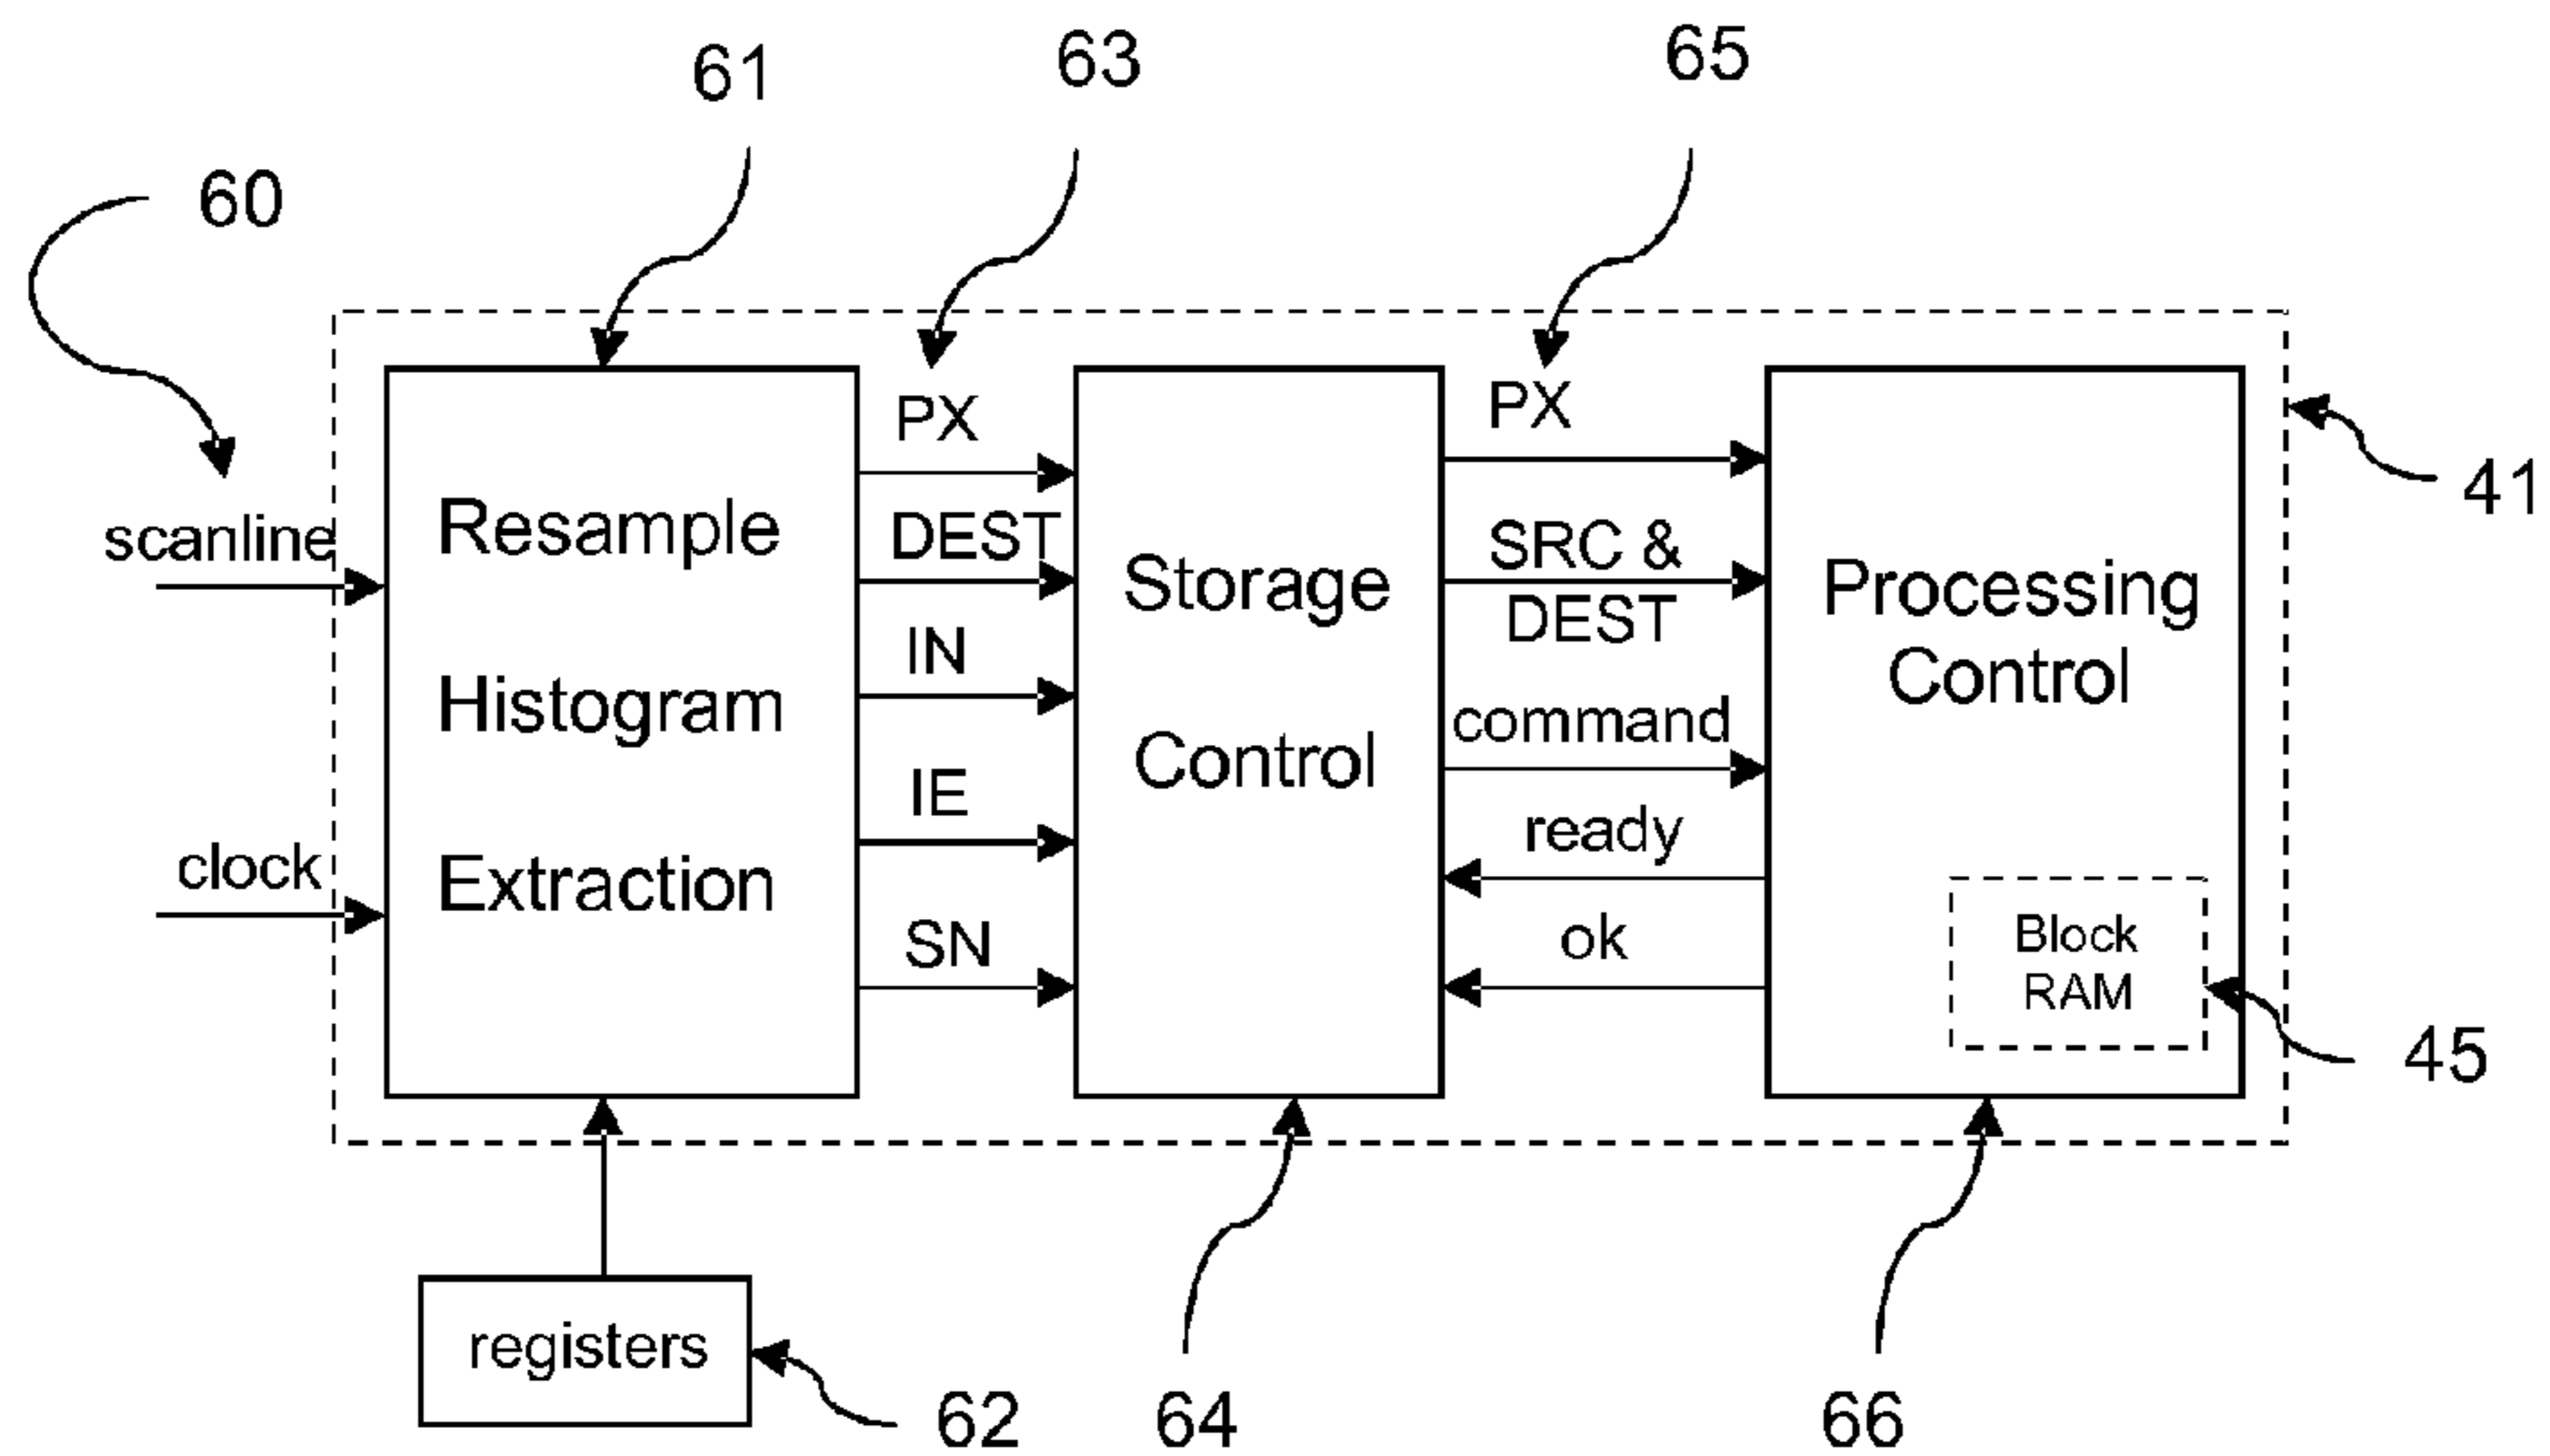 60
61
63
65
41
scanline
clock
Resample
Histogram
Extraction
PX
DEST
IN
IE
SN
Storage
Control
PX
SRC &
DEST
command
ready
ok
Processing
Control
Block
RAM
45
registers
62
64
66